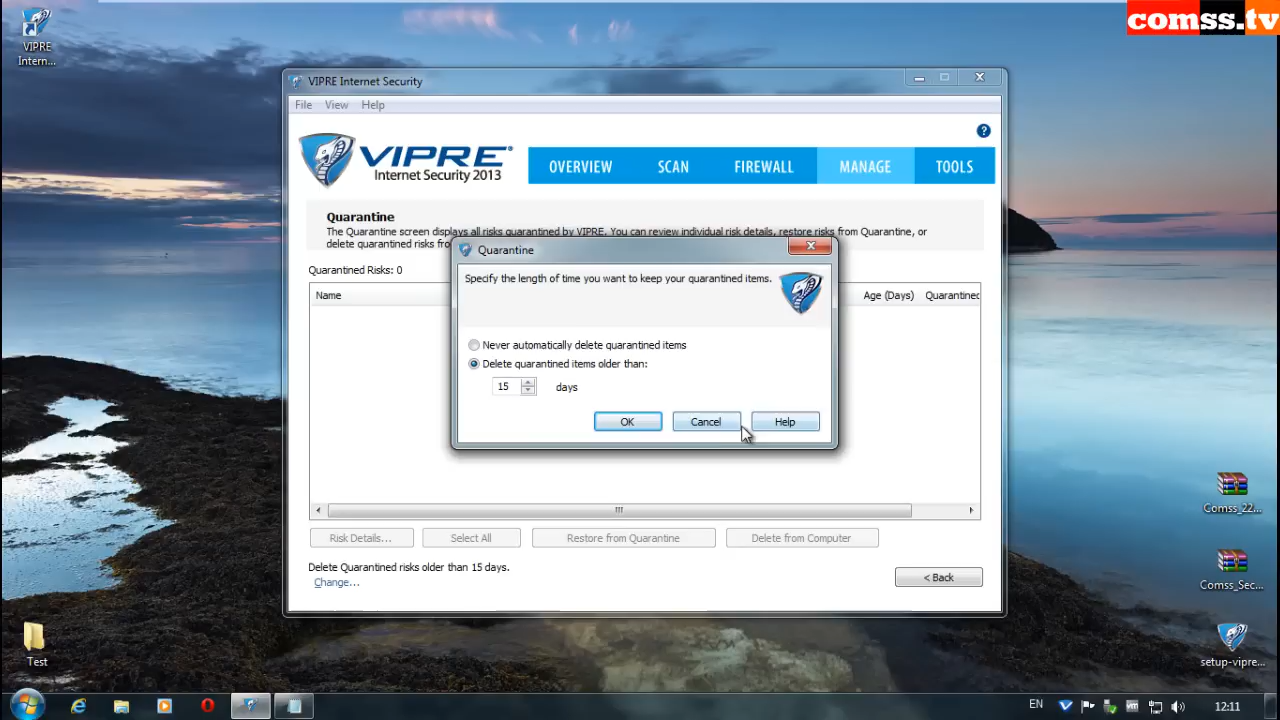 comss.tv
VIPRE
Intern...
VIPRE Internet Security
File View Help
?
VIPRE®
Internet Security 2013
OVERVIEW SCAN FIREWALL MANAGE TOOLS
Quarantine
The Quarantine screen displays all risks quarantined by VIPRE. You can review individual risk details, restore risks from Quarantine, or
delete quarantined risks fro
Quarantined Risks: 0
Name Age (Days) Quarantined
Quarantine
Specify the length of time you want to keep your quarantined items.
Never automatically delete quarantined items
Delete quarantined items older than:
15 days
OK Cancel Help
Risk Details... Select All Restore from Quarantine Delete from Computer
Delete Quarantined risks older than 15 days.
Change...
< Back
Comss_22...
Comss_Sec...
setup-vipre...
Test
EN 12:11